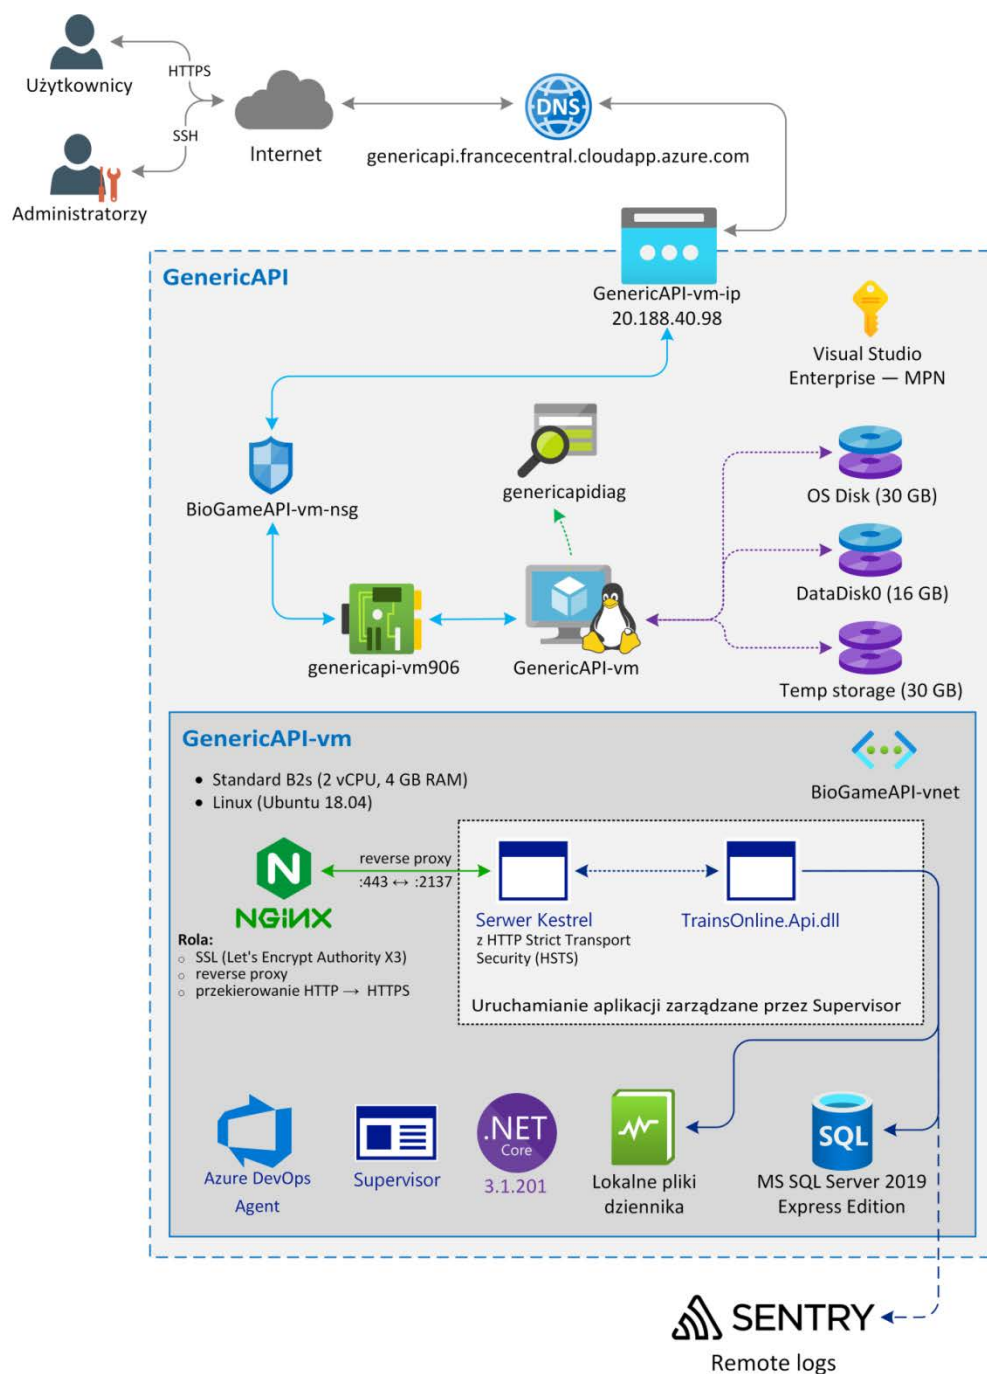 Użytkownicy
HTTPS
SSH
Administratorzy
Internet
DNS
genericapi.francecentral.cloudapp.azure.com
GenericAPI
GenericAPI-vm-ip
20.188.40.98
Visual Studio
Enterprise — MPN
BioGameAPI-vm-nsg
genericapidiag
OS Disk (30 GB)
DataDisk0 (16 GB)
genericapi-vm906
GenericAPI-vm
Temp storage (30 GB)
GenericAPI-vm
• Standard B2s (2 vCPU, 4 GB RAM)
• Linux (Ubuntu 18.04)
BioGameAPI-vnet
N
NGINX
reverse proxy
:443 ↔ :2137
Rola:
○ SSL (Let's Encrypt Authority X3)
○ reverse proxy
○ przekierowanie HTTP → HTTPS
Serwer Kestrel
z HTTP Strict Transport
Security (HSTS)
TrainsOnline.Api.dll
Uruchamianie aplikacji zarządzane przez Supervisor
Azure DevOps
Agent
Supervisor
.NET
Core
3.1.201
Lokalne pliki
dziennika
SQL
MS SQL Server 2019
Express Edition
SENTRY
Remote logs